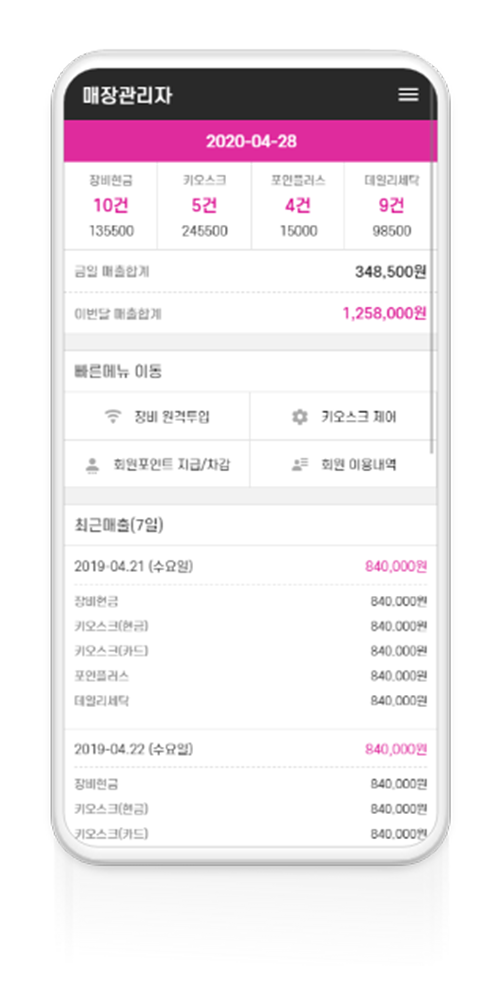 매장관리자
2020-04-28
장비현금 키오스크 포인플러스 데일리세탁
10건 5건 4건 9건
135500 245500 15000 98500
금일 매출합계 348,500원
이번달 매출합계 1,258,000원
빠른메뉴 이동
장비 원격투입 키오스크 제어
회원포인트 지급/차감 회원 이용내역
최근매출(7일)
2019-04.21 (수요일) 840,000원
장비현금 840,000원
키오스크(현금) 840,000원
키오스크(카드) 840,000원
포인플러스 840,000원
데일리세탁 840,000원
2019-04.22 (수요일) 840,000원
장비현금 840,000원
키오스크(현금) 840,000원
키오스크(카드) 840,000원